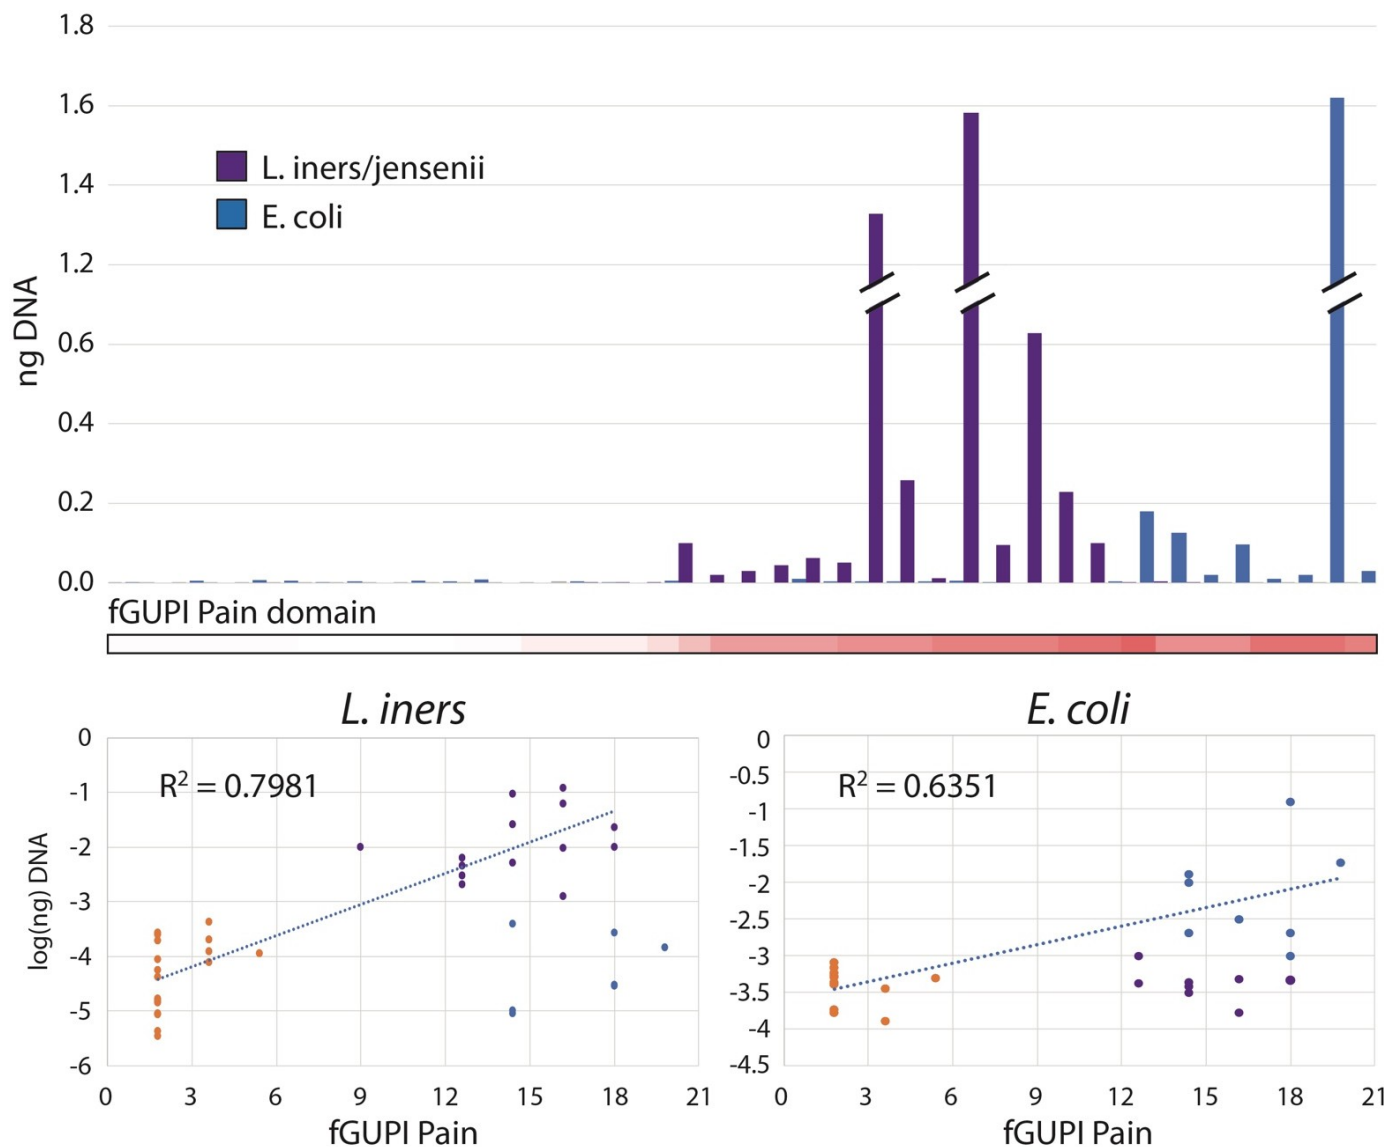 1.8
1.6
1.4
1.2
0.6
0.4
0.2
0.0
ng DNA
L. iners/jensenii
E. coli
fGUPI Pain domain
L. iners
R² = 0.7981
0
-1
-2
-3
-4
-5
-6
log(ng) DNA
0 3 6 9 12 15 18 21
fGUPI Pain
E. coli
R² = 0.6351
0
-0.5
-1
-1.5
-2
-2.5
-3
-3.5
-4
-4.5
0 3 6 9 12 15 18 21
fGUPI Pain